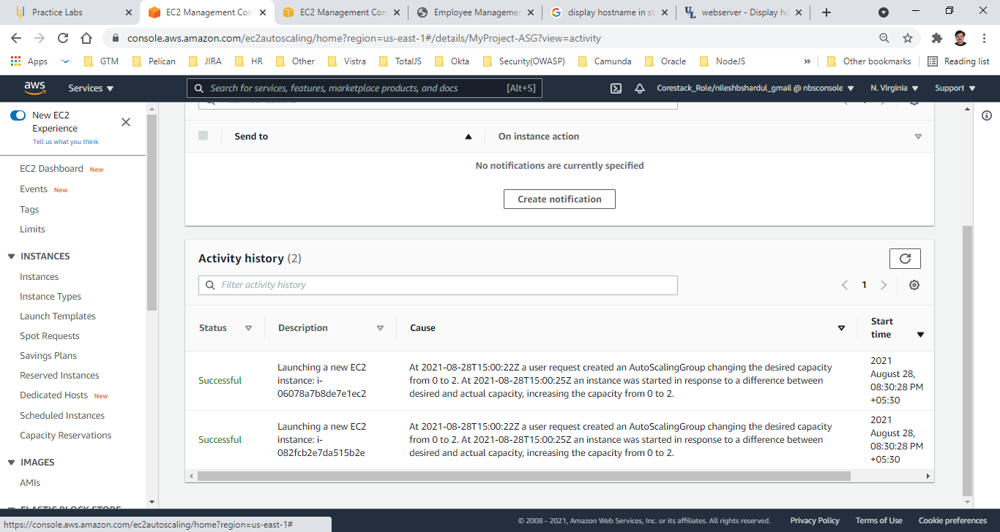 Practice Labs
EC2 Management Con
EC2 Management Con
Employee Managemen
display hostname in st
webserver - Display ho
console.aws.amazon.com/ec2autoscaling/home?region=us-east-1#/details/MyProject-ASG?view=activity
Apps GTM Pelican JIRA HR Other Vistra TotalJS Okta Security(OWASP) Camunda Oracle NodeJS » Other bookmarks Reading list
aws Services Search for services, features, marketplace products, and docs [Alt+S] Corestack_Role/nileshbshardul_gmail @ nbsconsole N. Virginia Support
New EC2
Experience
Tell us what you think
EC2 Dashboard New
Events New
Tags
Limits
INSTANCES
Instances
Instance Types
Launch Templates
Spot Requests
Savings Plans
Reserved Instances
Dedicated Hosts New
Scheduled Instances
Capacity Reservations
IMAGES
AMIs
ELASTIC BLOCK STORE
Filter notifications
Send to On instance action
No notifications are currently specified
Create notification
Activity history (2)
Filter activity history
1
Status Description Cause Start
time
Launching a new EC2
instance: i-
06078a7b8de7e1ec2
Successful
At 2021-08-28T15:00:22Z a user request created an AutoScalingGroup changing the desired capacity
from 0 to 2. At 2021-08-28T15:00:25Z an instance was started in response to a difference between
desired and actual capacity, increasing the capacity from 0 to 2.
2021
August 28,
08:30:28 PM
+05:30
Launching a new EC2
instance: i-
082fcb2e7da515b2e
Successful
At 2021-08-28T15:00:22Z a user request created an AutoScalingGroup changing the desired capacity
from 0 to 2. At 2021-08-28T15:00:25Z an instance was started in response to a difference between
desired and actual capacity, increasing the capacity from 0 to 2.
2021
August 28,
08:30:28 PM
+05:30
https://console.aws.amazon.com/ec2autoscaling/home?region=us-east-1#
© 2008 - 2021, Amazon Web Services, Inc. or its affiliates. All rights reserved. Privacy Policy Terms of Use Cookie preferences